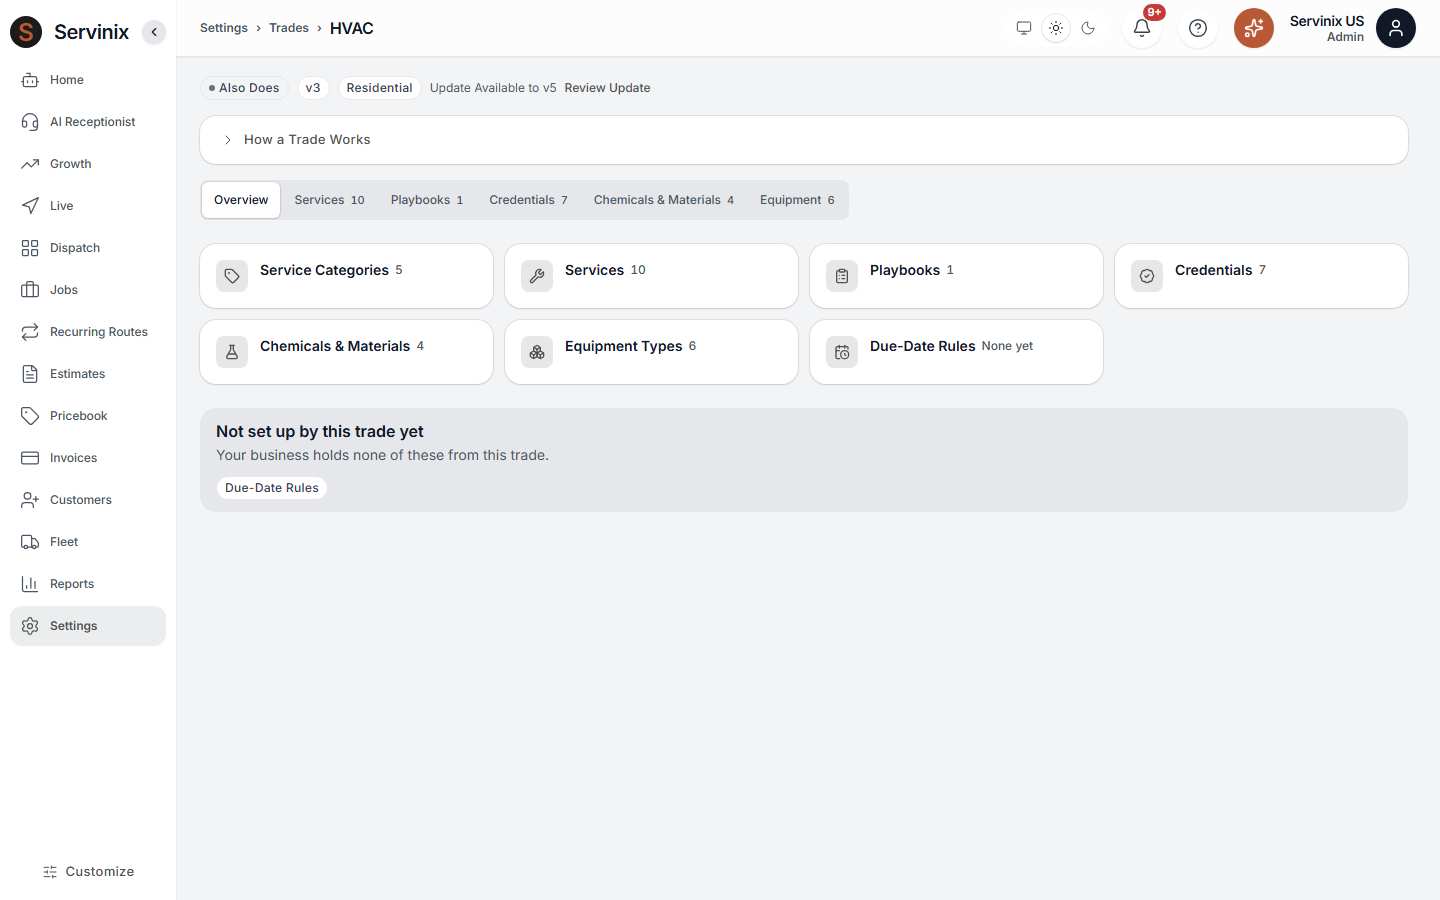 S Servinix
Home
AI Receptionist
Growth
Live
Dispatch
Jobs
Recurring Routes
Estimates
Pricebook
Invoices
Customers
Fleet
Reports
Settings
Customize
Settings > Trades > HVAC
9+
Servinix US
Admin
Also Does v3 Residential Update Available to v5 Review Update
How a Trade Works
Overview Services 10 Playbooks 1 Credentials 7 Chemicals & Materials 4 Equipment 6
Service Categories 5
Services 10
Playbooks 1
Credentials 7
Chemicals & Materials 4
Equipment Types 6
Due-Date Rules None yet
Not set up by this trade yet
Your business holds none of these from this trade.
Due-Date Rules